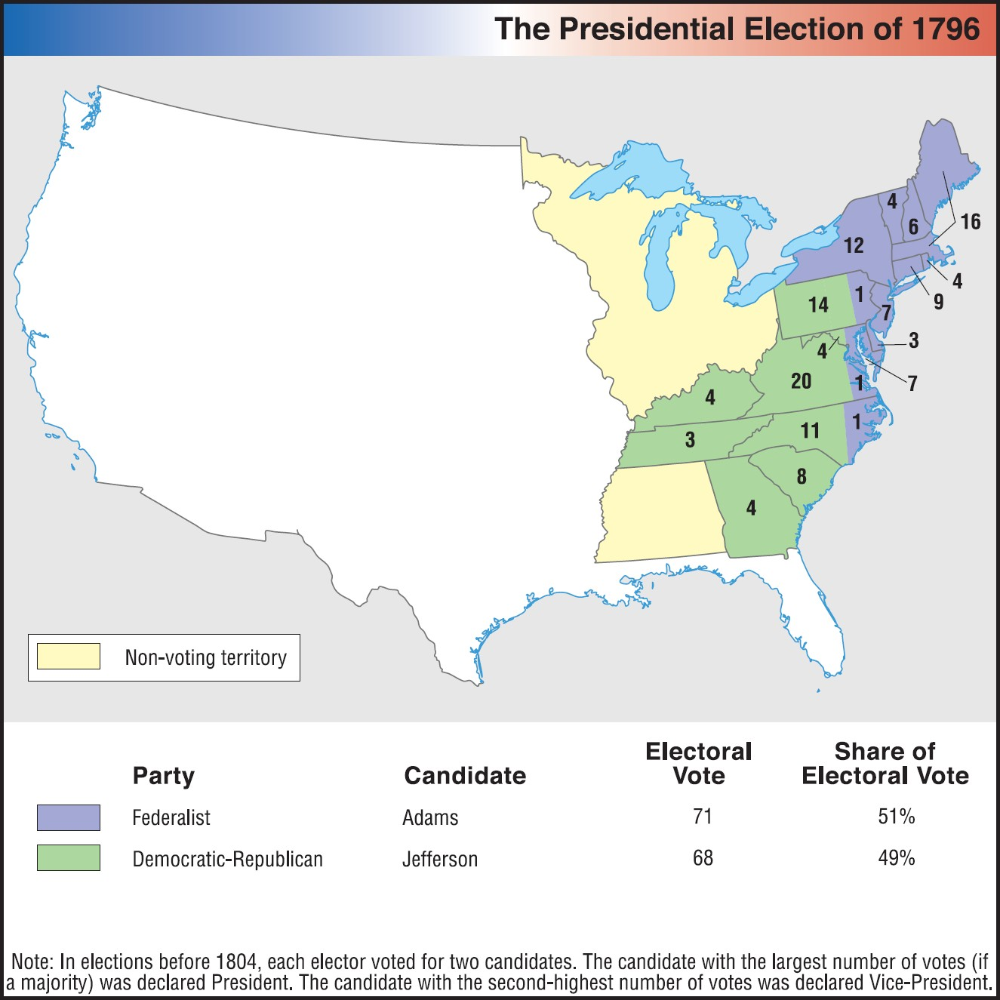 The Presidential Election of 1796
4
6
16
12
4
9
1
14
7
3
4
7
20
1
4
1
11
3
8
4
Non-voting territory
Party Candidate Electoral Vote Share of Electoral Vote
Federalist Adams 71 51%
Democratic-Republican Jefferson 68 49%
Note: In elections before 1804, each elector voted for two candidates. The candidate with the largest number of votes (if
a majority) was declared President. The candidate with the second-highest number of votes was declared Vice-President.